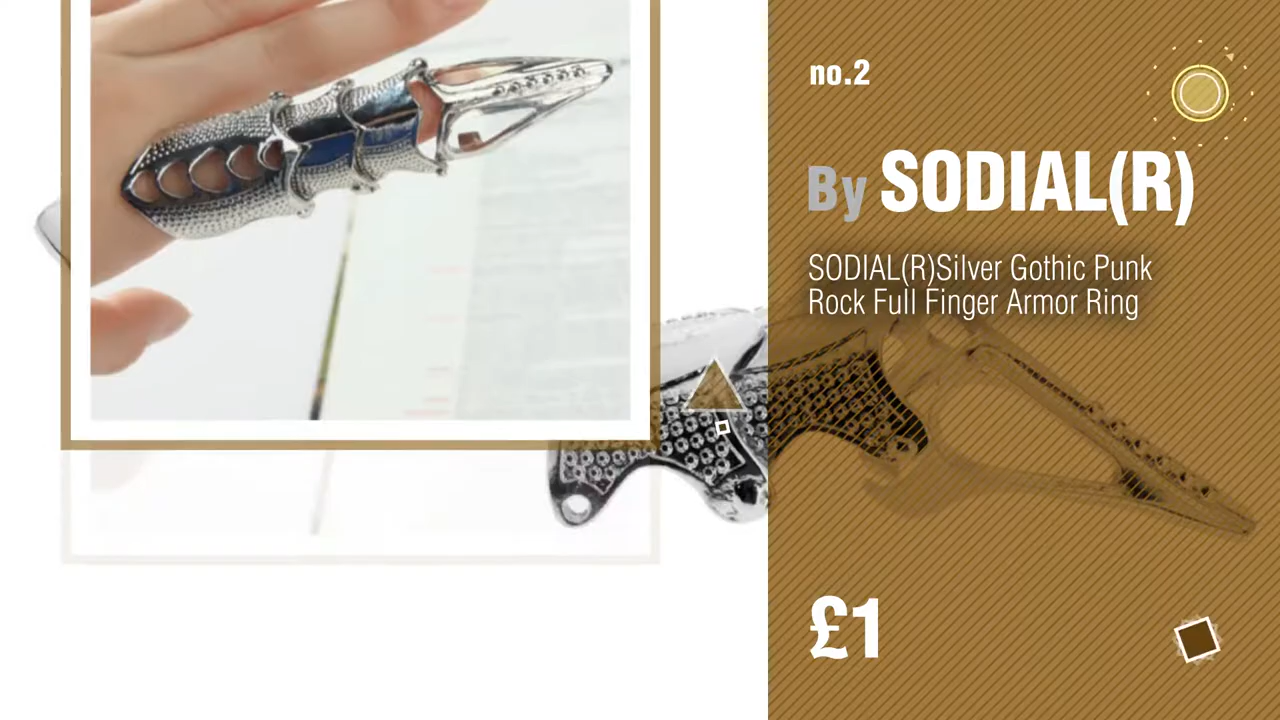 no.2
By SODIAL(R)
SODIAL(R)Silver Gothic Punk
Rock Full Finger Armor Ring
£1